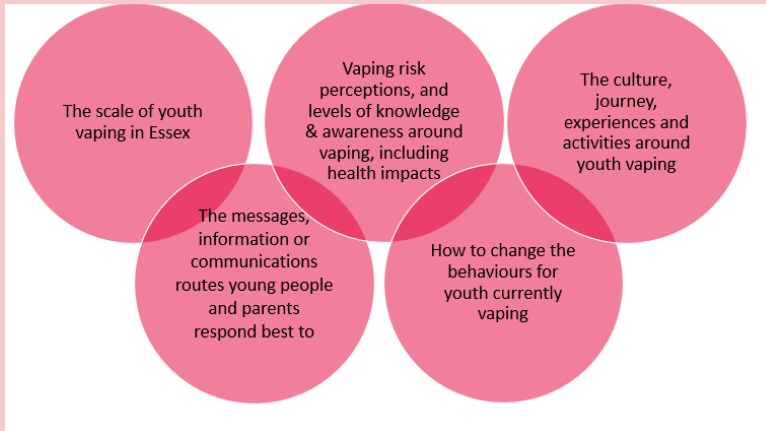 The scale of youth
vaping in Essex
Vaping risk
perceptions, and
levels of knowledge
& awareness around
vaping, including
health impacts
The culture,
journey,
experiences and
activities around
youth vaping
The messages,
information or
communications
routes young people
and parents
respond best to
How to change the
behaviours for
youth currently
vaping